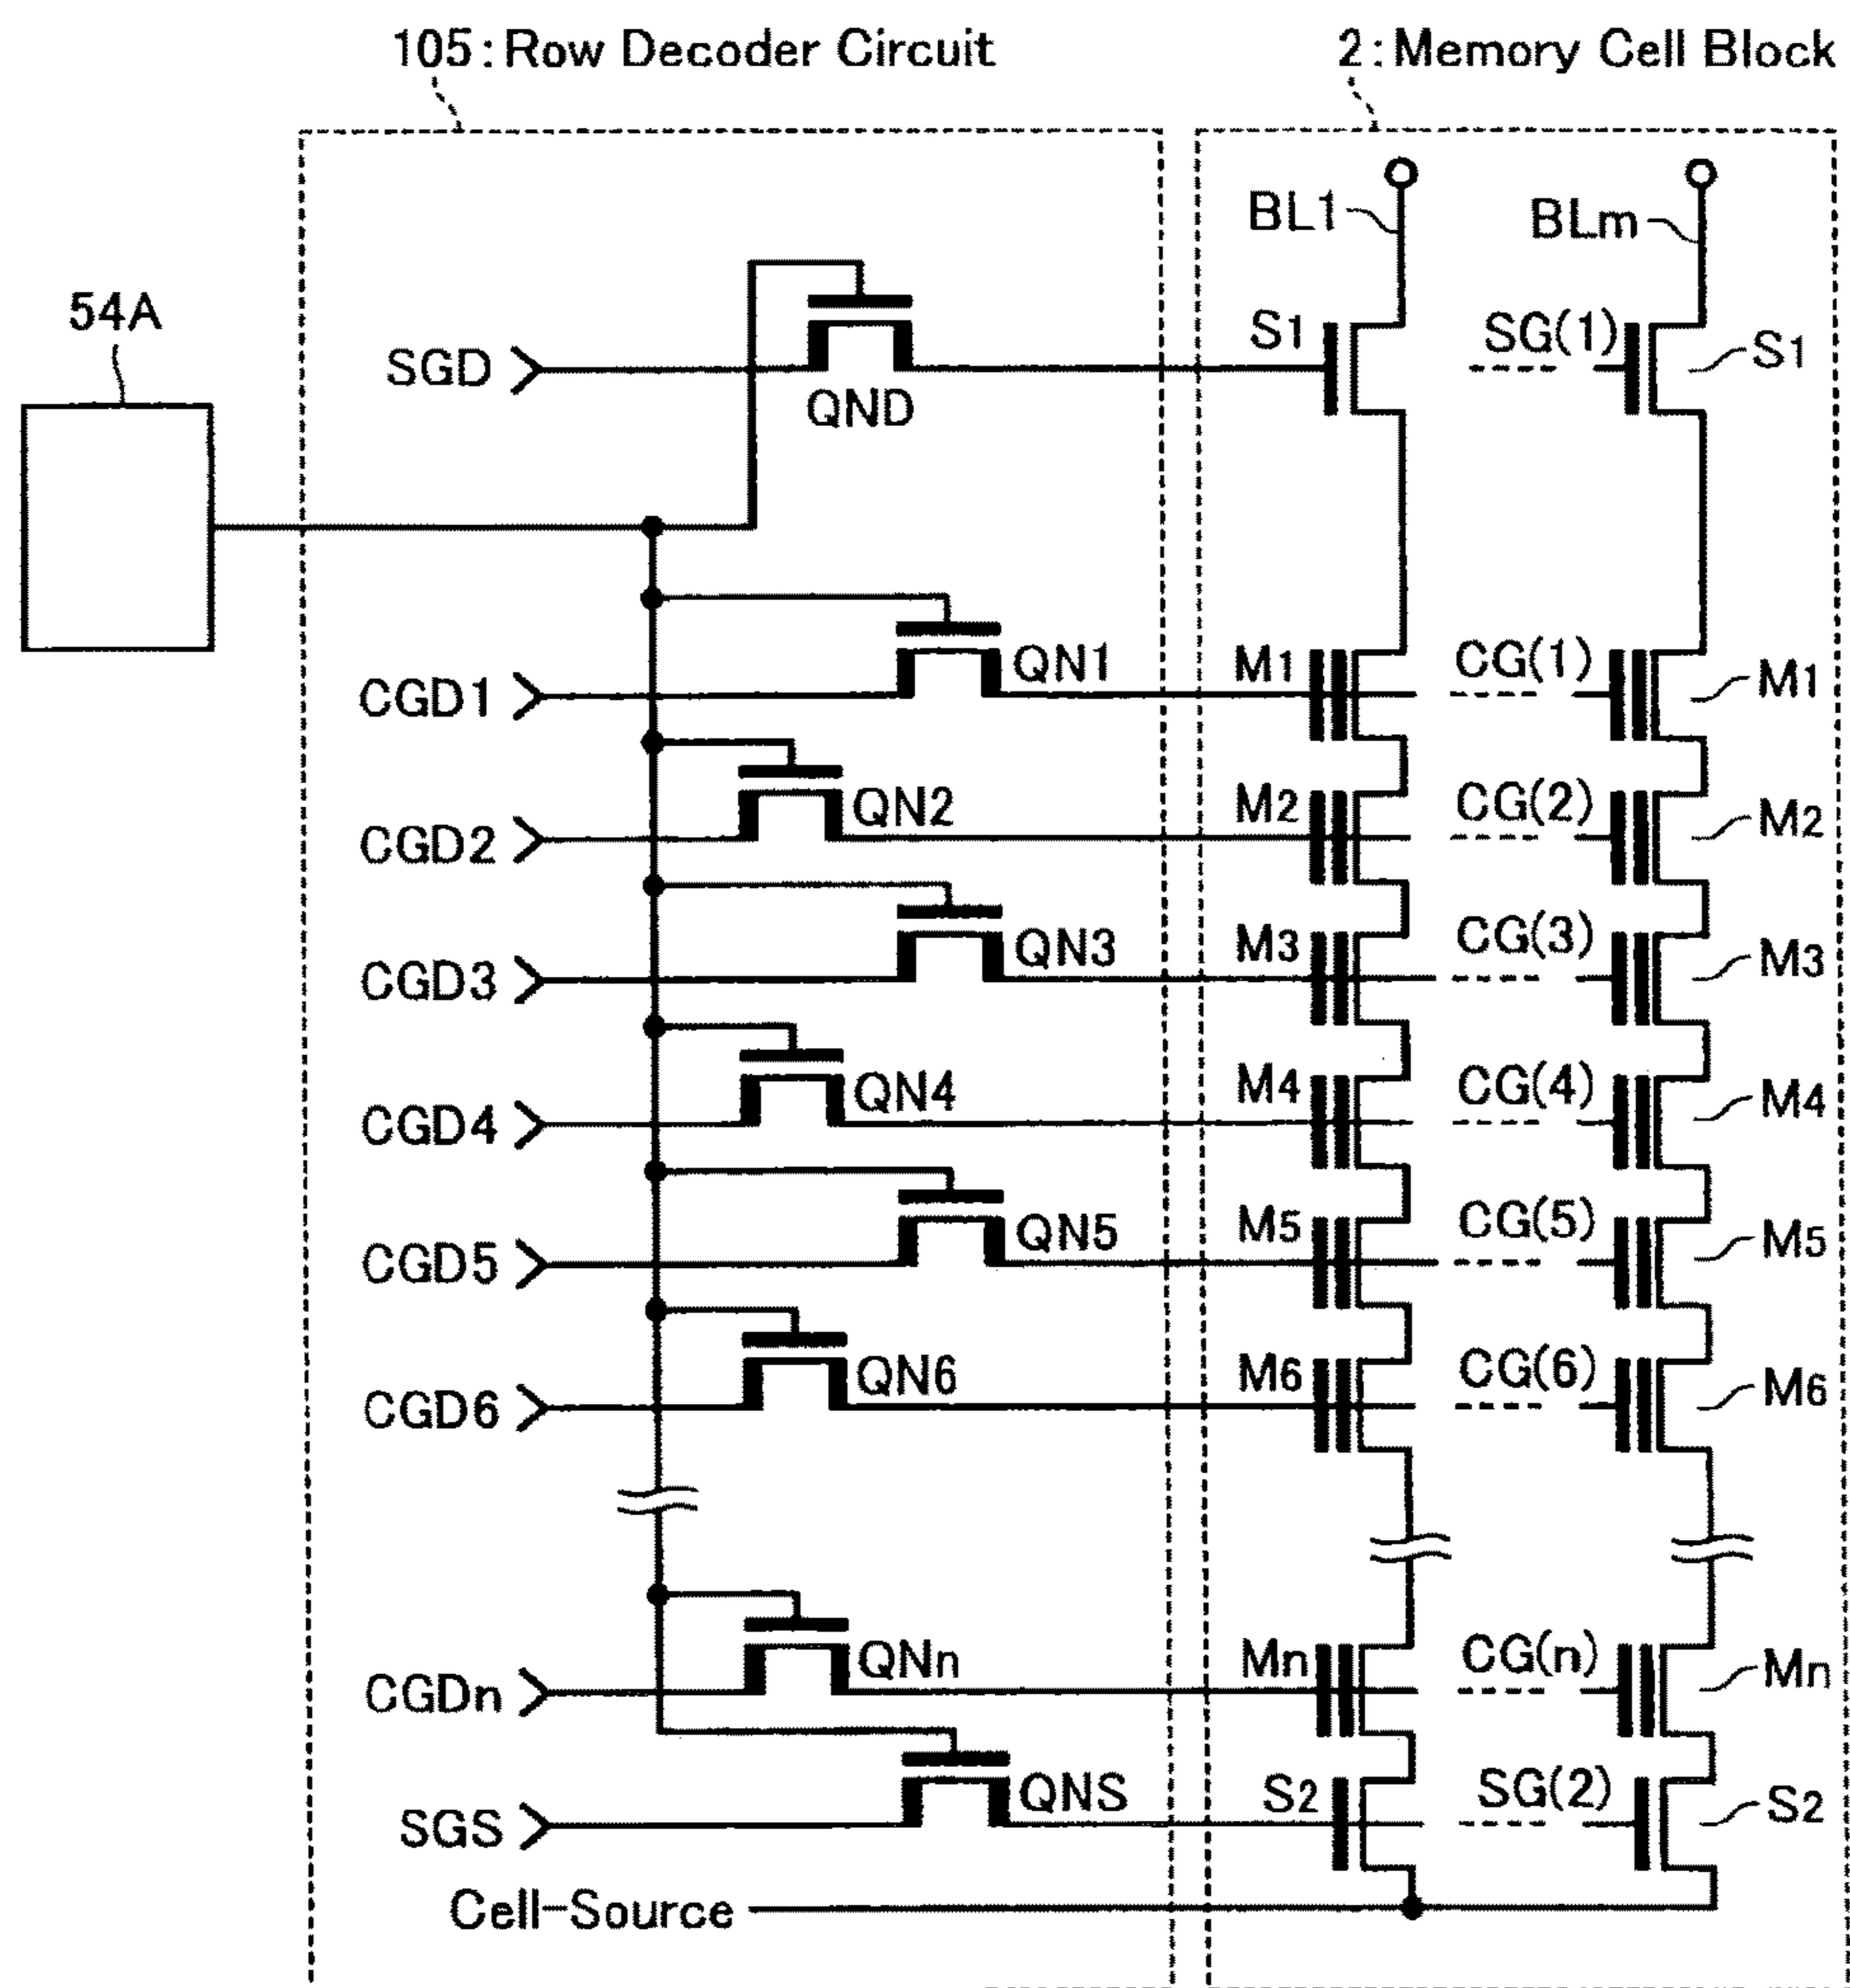 105: Row Decoder Circuit
2: Memory Cell Block
BL1
BLm
54A
SGD
QND
S1
SG(1)
S1
CGD1
QN1
M1
CG(1)
M1
CGD2
QN2
M2
CG(2)
M2
CGD3
QN3
M3
CG(3)
M3
CGD4
QN4
M4
CG(4)
M4
CGD5
QN5
M5
CG(5)
M5
CGD6
QN6
M6
CG(6)
M6
CGDn
QNn
Mn
CG(n)
Mn
SGS
QNS
S2
SG(2)
S2
Cell-Source